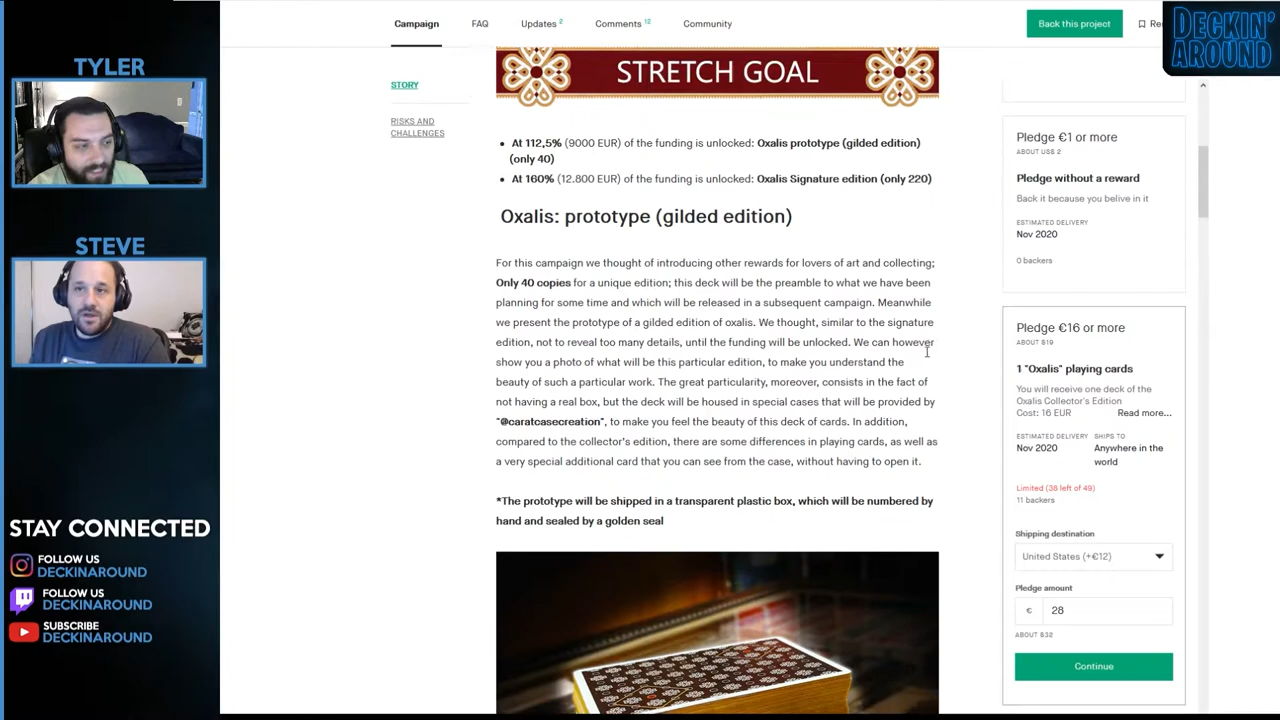 TYLER
STEVE
STAY CONNECTED
FOLLOW US
DECKINAROUND
FOLLOW US
DECKINAROUND
SUBSCRIBE
DECKINAROUND
Campaign
FAQ
Updates 2
Comments 12
Community
Back this project
DECKIN'
AROUND
STORY
RISKS AND
CHALLENGES
STRETCH GOAL
• At 112,5% (9000 EUR) of the funding is unlocked: Oxalis prototype (gilded edition)
(only 40)
• At 160% (12.800 EUR) of the funding is unlocked: Oxalis Signature edition (only 220)
Oxalis: prototype (gilded edition)
For this campaign we thought of introducing other rewards for lovers of art and collecting;
Only 40 copies for a unique edition; this deck will be the preamble to what we have been
planning for some time and which will be released in a subsequent campaign. Meanwhile
we present the prototype of a gilded edition of oxalis. We thought, similar to the signature
edition, not to reveal too many details, until the funding will be unlocked. We can however
show you a photo of what will be this particular edition, to make you understand the
beauty of such a particular work. The great particularity, moreover, consists in the fact of
not having a real box, but the deck will be housed in special cases that will be provided by
"@caratcasecreation", to make you feel the beauty of this deck of cards. In addition,
compared to the collector's edition, there are some differences in playing cards, as well as
a very special additional card that you can see from the case, without having to open it.
*The prototype will be shipped in a transparent plastic box, which will be numbered by
hand and sealed by a golden seal
Pledge €1 or more
ABOUT US$ 2
Pledge without a reward
Back it because you belive in it
ESTIMATED DELIVERY
Nov 2020
0 backers
Pledge €16 or more
ABOUT $19
1 "Oxalis" playing cards
You will receive one deck of the
Oxalis Collector's Edition
Cost: 16 EUR Read more...
ESTIMATED DELIVERY SHIPS TO
Nov 2020 Anywhere in the
world
Limited (38 left of 49)
11 backers
Shipping destination
United States (+€12)
Pledge amount
€ 28
ABOUT $32
Continue